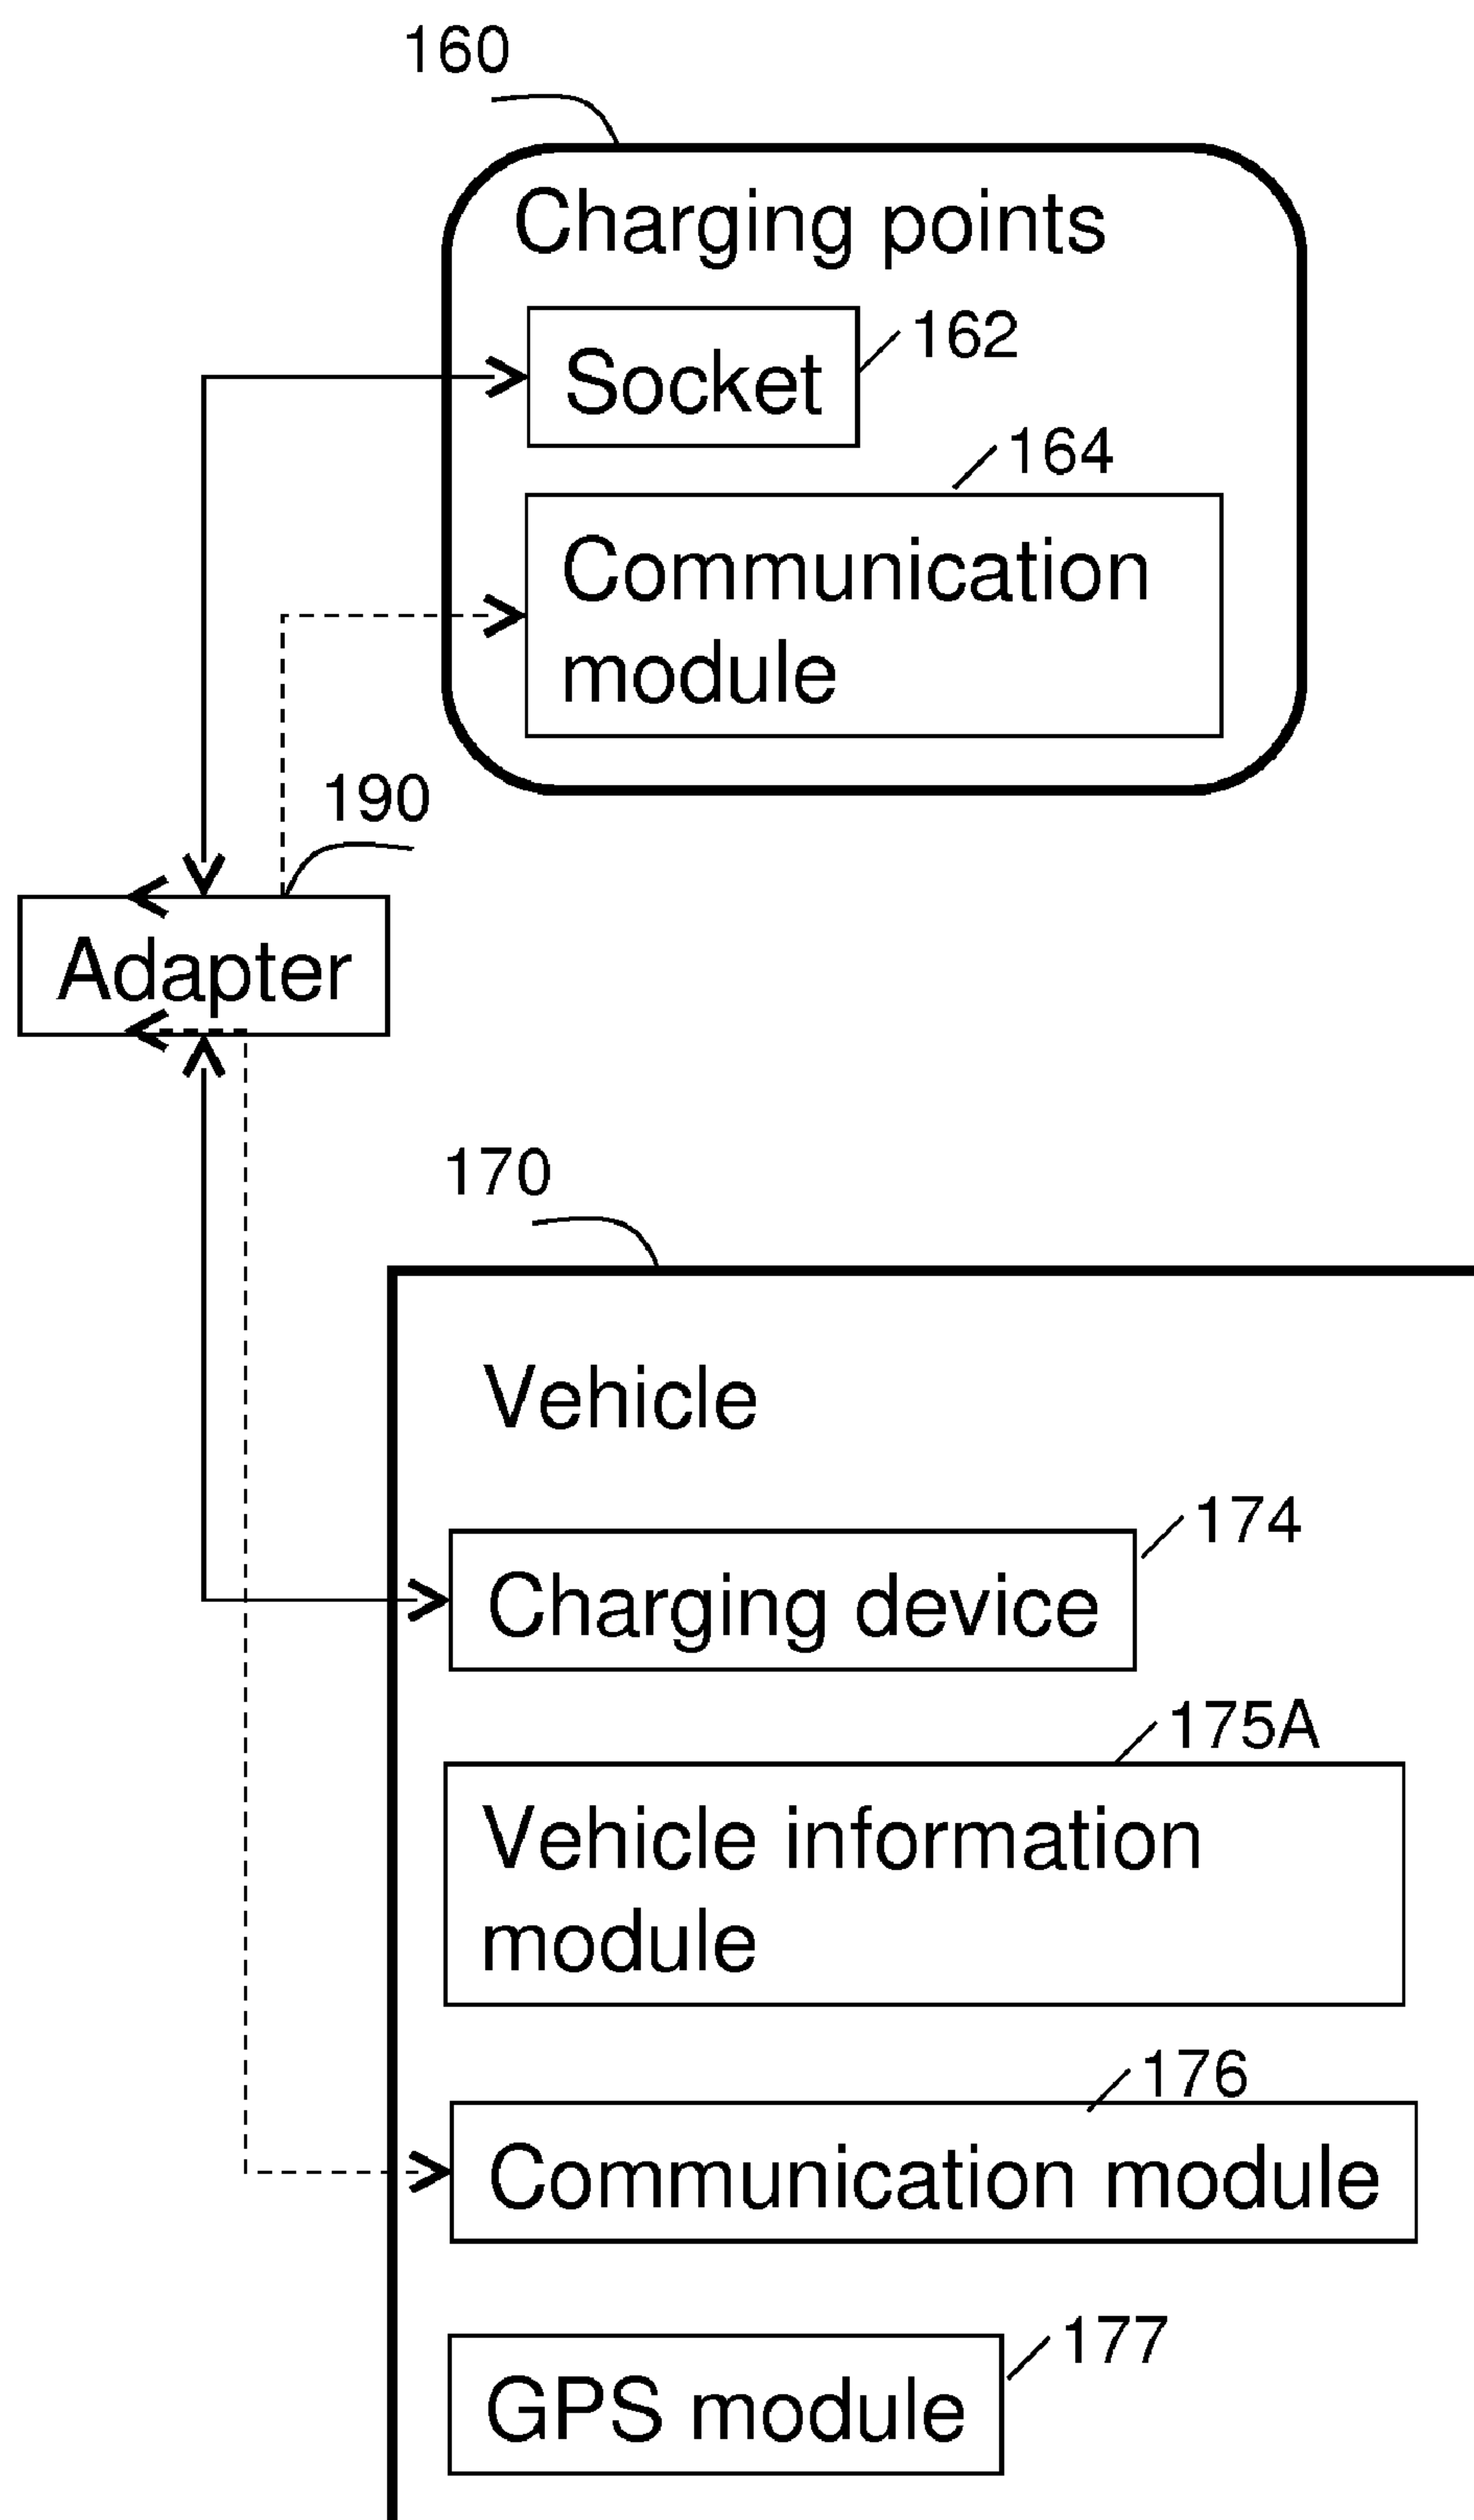 160
Charging points
Socket
162
164
Communication
module
190
Adapter
170
Vehicle
174
Charging device
175A
Vehicle information
module
176
Communication module
177
GPS module